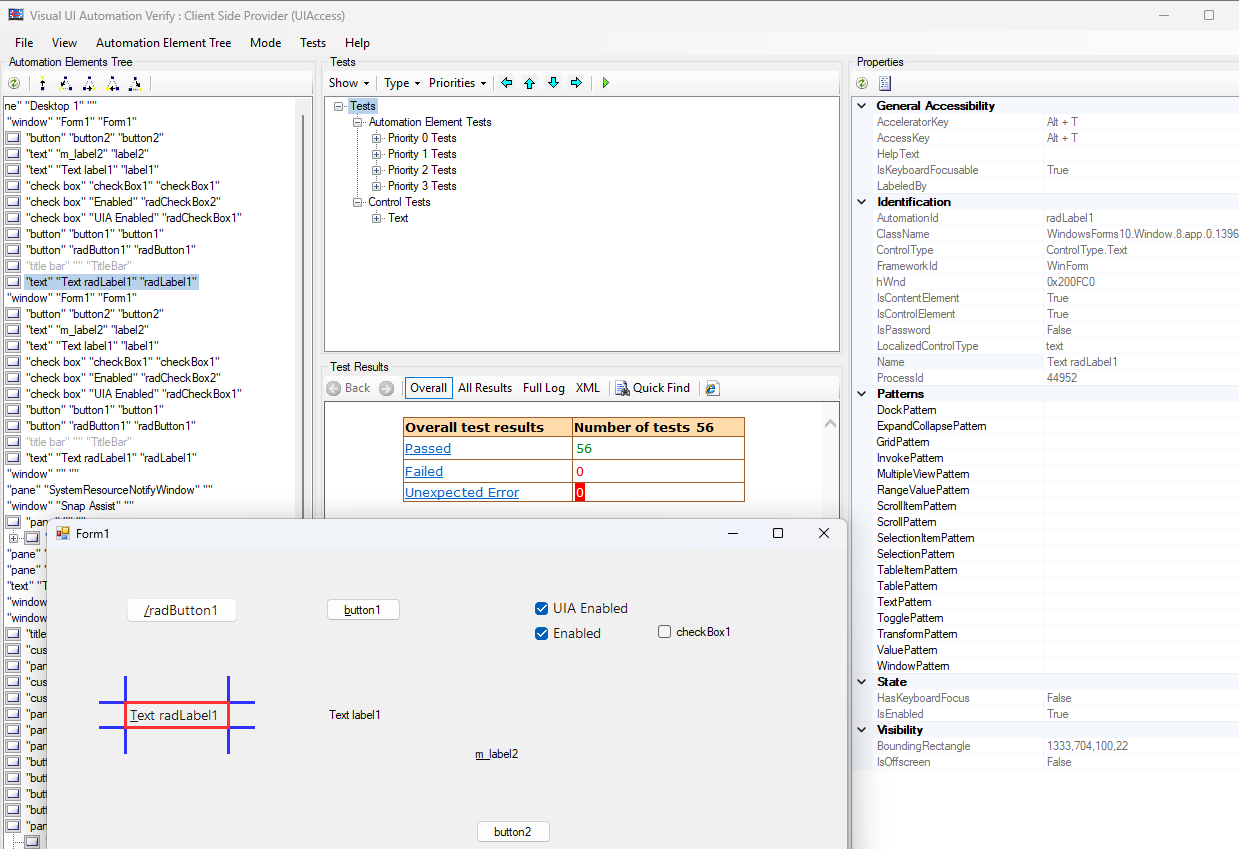 Visual UI Automation Verify : Client Side Provider (UIAccess)
File View Automation Element Tree Mode Tests Help
Automation Elements Tree
ne" "Desktop 1" ""
"window" "Form1" "Form1"
"button" "button2" "button2"
"text" "m_label2" "label2"
"text" "Text label1" "label1"
"check box" "checkBox1" "checkBox1"
"check box" "Enabled" "radCheckBox2"
"check box" "UIA Enabled" "radCheckBox1"
"button" "button1" "button1"
"button" "radButton1" "radButton1"
"title bar" "" "TitleBar"
"text" "Text radLabel1" "radLabel1"
"window" "Form1" "Form1"
"button" "button2" "button2"
"text" "m_label2" "label2"
"text" "Text label1" "label1"
"check box" "checkBox1" "checkBox1"
"check box" "Enabled" "radCheckBox2"
"check box" "UIA Enabled" "radCheckBox1"
"button" "button1" "button1"
"button" "radButton1" "radButton1"
"title bar" "" "TitleBar"
"text" "Text radLabel1" "radLabel1"
"window" "" ""
"pane" "SystemResourceNotifyWindow" ""
"window" "Snap Assist" ""
"pane"
"pane"
"pane"
"text" "T
"window
"window
"title
"cus
"pan
"cus
"cus
"pan
"pan
"pan
"but
"but
"but
"but
"pan
Tests
Show Type Priorities
Tests
Automation Element Tests
Priority 0 Tests
Priority 1 Tests
Priority 2 Tests
Priority 3 Tests
Control Tests
Text
Test Results
Back Overall All Results Full Log XML Quick Find
Overall test results Number of tests 56
Passed 56
Failed 0
Unexpected Error 0
Form1
/radButton1
button1
UIA Enabled
Enabled
checkBox1
Text radLabel1
Text label1
m_label2
button2
Properties
General Accessibility
AcceleratorKey Alt + T
AccessKey Alt + T
HelpText
IsKeyboardFocusable True
LabeledBy
Identification
AutomationId radLabel1
ClassName WindowsForms10.Window.8.app.0.1396
ControlType ControlType.Text
FrameworkId WinForm
hWnd 0x200FC0
IsContentElement True
IsControlElement True
IsPassword False
LocalizedControlType text
Name Text radLabel1
ProcessId 44952
Patterns
DockPattern
ExpandCollapsePattern
GridPattern
InvokePattern
MultipleViewPattern
RangeValuePattern
ScrollItemPattern
ScrollPattern
SelectionItemPattern
SelectionPattern
TableItemPattern
TablePattern
TextPattern
TogglePattern
TransformPattern
ValuePattern
WindowPattern
State
HasKeyboardFocus False
IsEnabled True
Visibility
BoundingRectangle 1333,704,100,22
IsOffscreen False